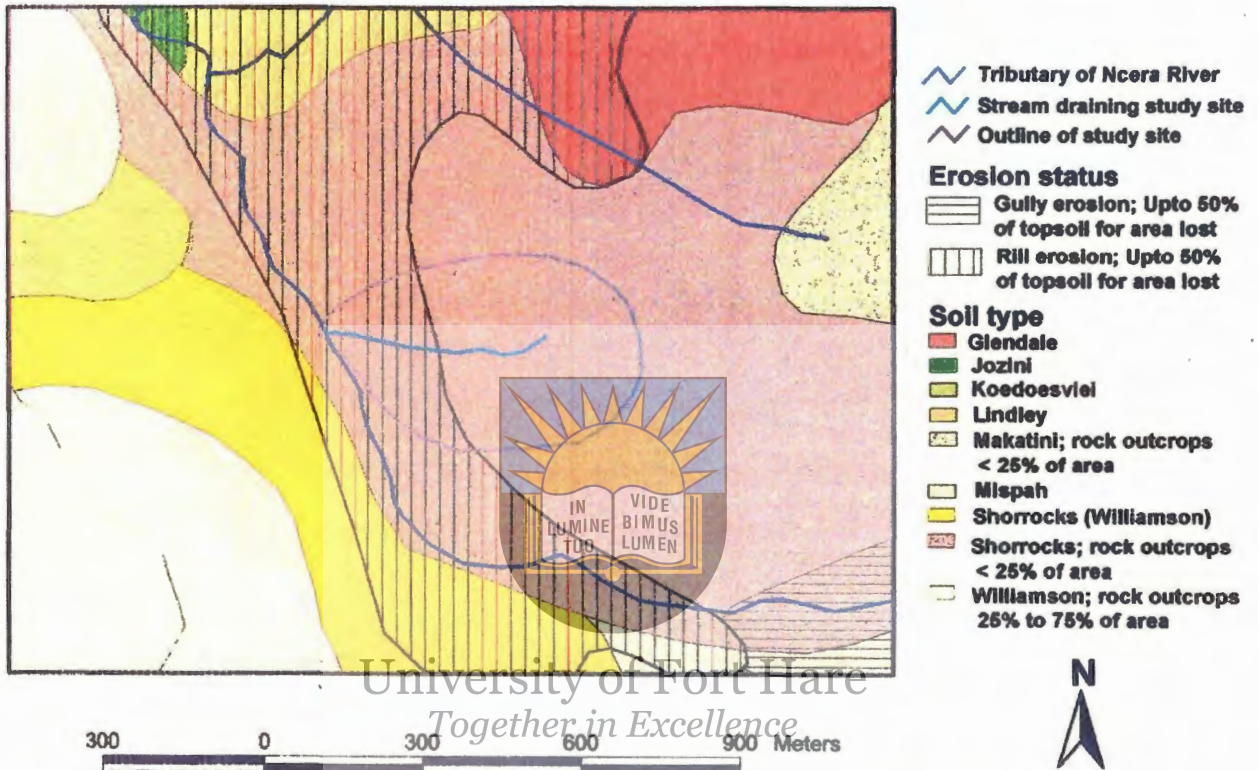 Tributary of Ncera River
Stream draining study site
Outline of study site
Erosion status
Gully erosion; Upto 50%
of topsoil for area lost
Rill erosion; Upto 50%
of topsoil for area lost
Soil type
Glendale
Jozini
Koedoesvlei
Lindley
Makatini; rock outcrops
< 25% of area
Mispah
Shorrocks (Williamson)
Shorrocks; rock outcrops
< 25% of area
Williamson; rock outcrops
25% to 75% of area
N
IN
LUMINE
TUO
VIDE
BIMUS
LUMEN
University of Fort Hare
Together in Excellence
300 0 300 600 900 Meters